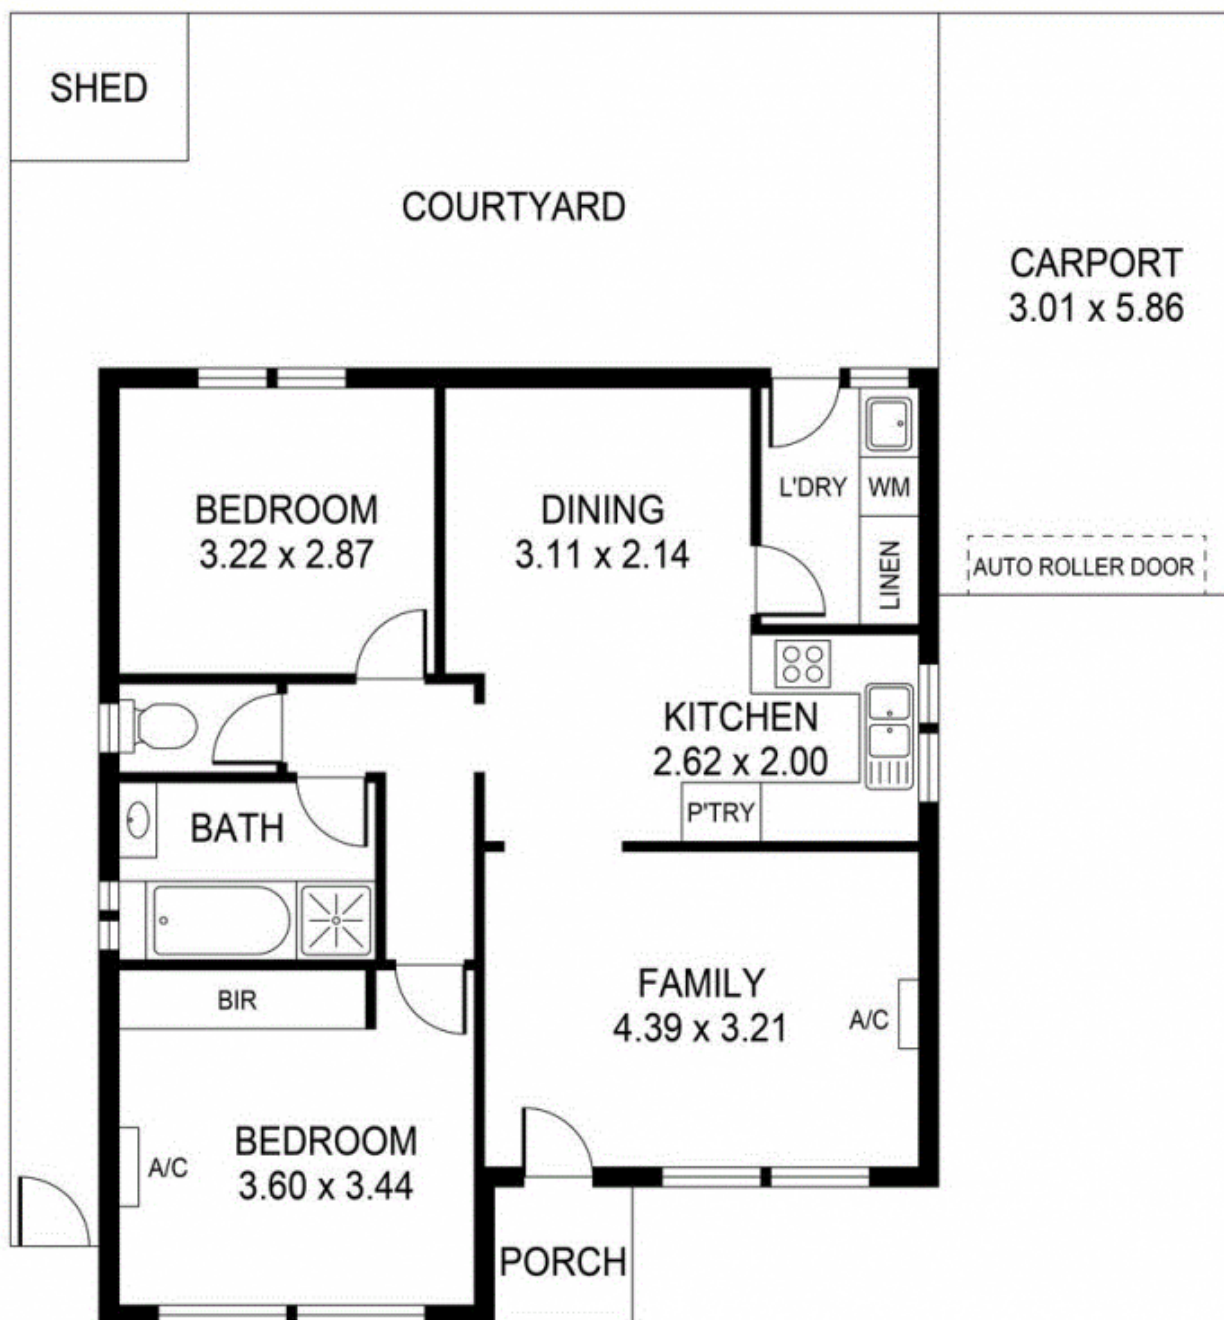 SHED
COURTYARD
CARPORT
3.01 x 5.86
BEDROOM
3.22 x 2.87
DINING
3.11 x 2.14
L'DRY
WM
LINEN
AUTO ROLLER DOOR
KITCHEN
2.62 x 2.00
P'TRY
BATH
BIR
FAMILY
4.39 x 3.21
A/C
BEDROOM
3.60 x 3.44
A/C
PORCH